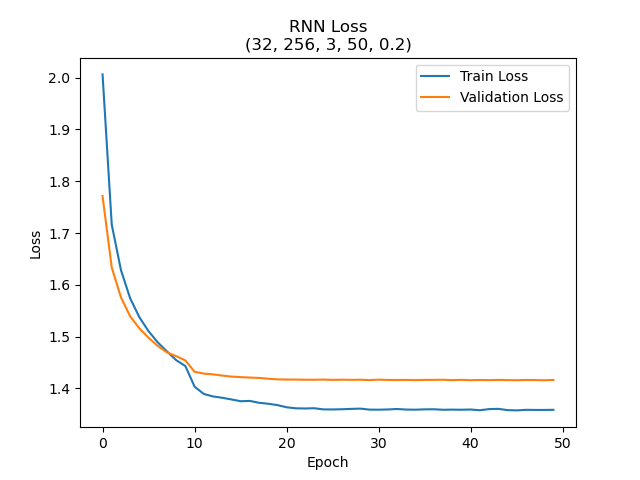 RNN Loss
(32, 256, 3, 50, 0.2)
Train Loss
Validation Loss
2.0
1.9
1.8
1.7
1.6
1.5
1.4
Loss
0 10 20 30 40 50
Epoch